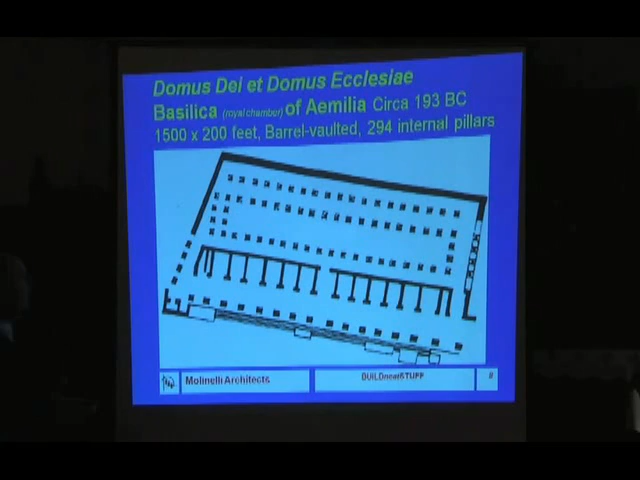 Domus Dei et Domus Ecclesiae
Basilica (royal chamber) of Aemilia Circa 193 BC
1500 x 200 feet, Barrel-vaulted, 294 internal pillars
Molinelli Architects
BUILDneatSTUFF